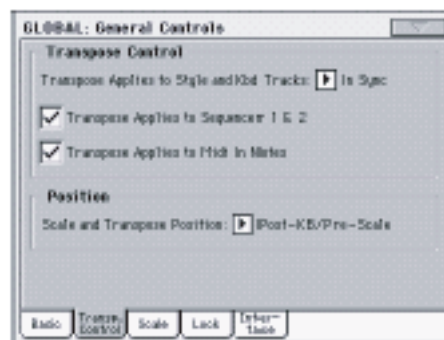 GLOBAL: General Controls
Transpose Control
Transpose Applies to Style and Kbd Tracks: In Sync
Transpose Applies to Sequencer 1 & 2
Transpose Applies to Midi In Notes
Position
Scale and Transpose Position: Post-KB/Pre-Scale
Basic
Transp.
Control
Scale
Lock
Inter-
face